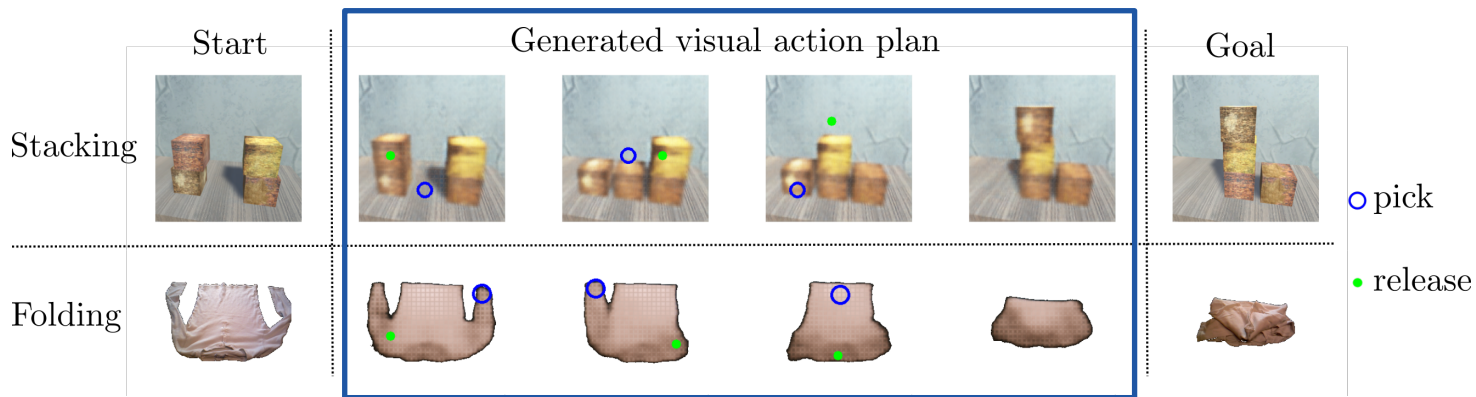 Start
Generated visual action plan
Goal
Stacking
pick
release
Folding